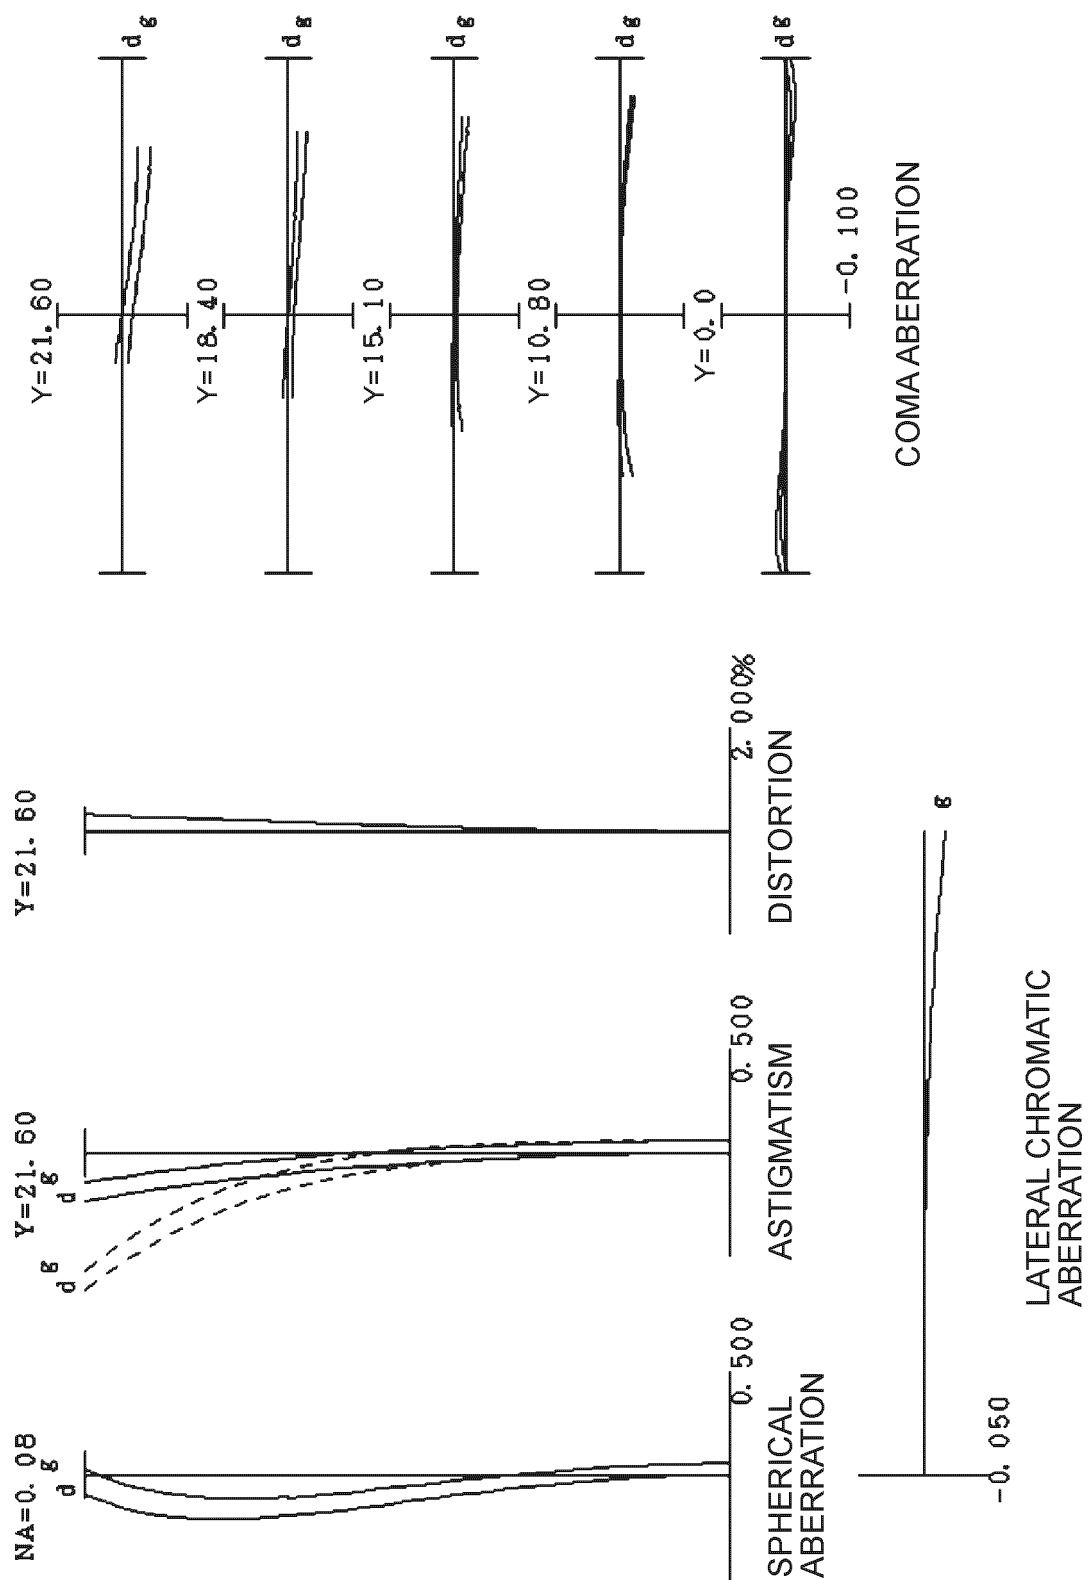 NA=0. 08
d
g
0. 500
SPHERICAL
ABERRATION
Y=21. 60
d
g
d
g
0. 500
ASTIGMATISM
Y=21. 60
2. 000%
DISTORTION
Y=21. 60
d g
Y=18. 40
d g
Y=15. 10
d g
Y=10. 80
d g
Y=0. 0
d g
-0. 100
COMA ABERRATION
g
-0. 050
LATERAL CHROMATIC
ABERRATION